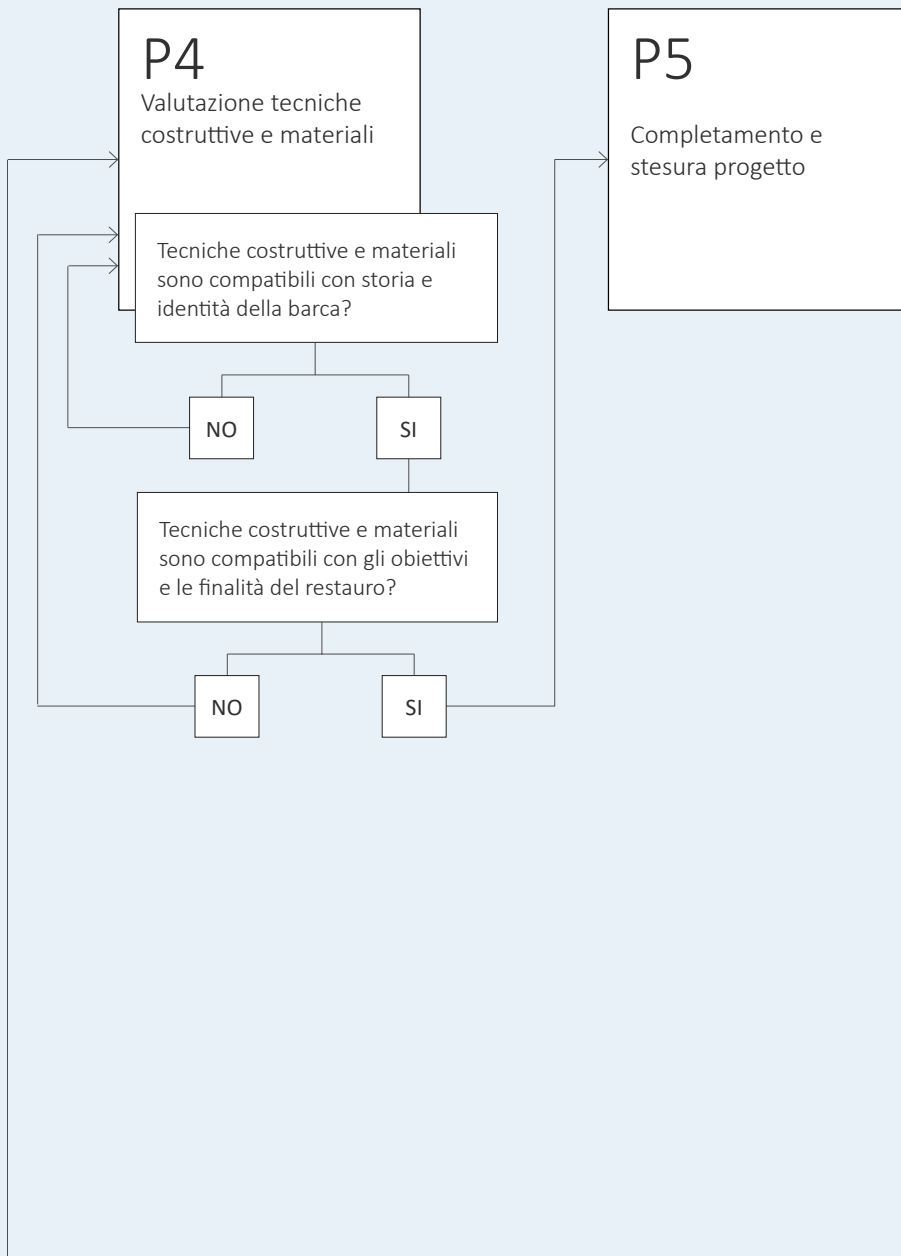 P4
Valutazione tecniche
costruttive e materiali
Tecniche costruttive e materiali
sono compatibili con storia e
identità della barca?
NO
SI
Tecniche costruttive e materiali
sono compatibili con gli obiettivi
e le finalità del restauro?
NO
SI
P5
Completamento e
stesura progetto